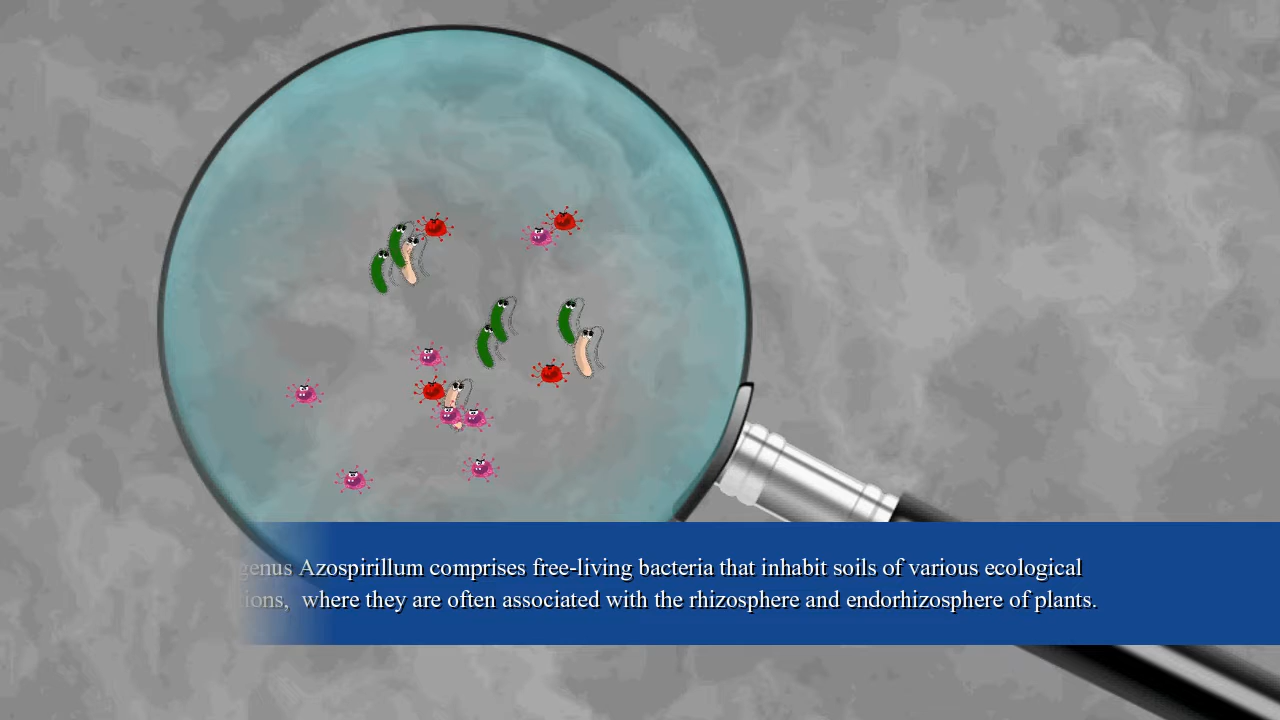 genus Azospirillum comprises free-living bacteria that inhabit soils of various ecological
where they are often associated with the rhizosphere and endorhizosphere of plants.